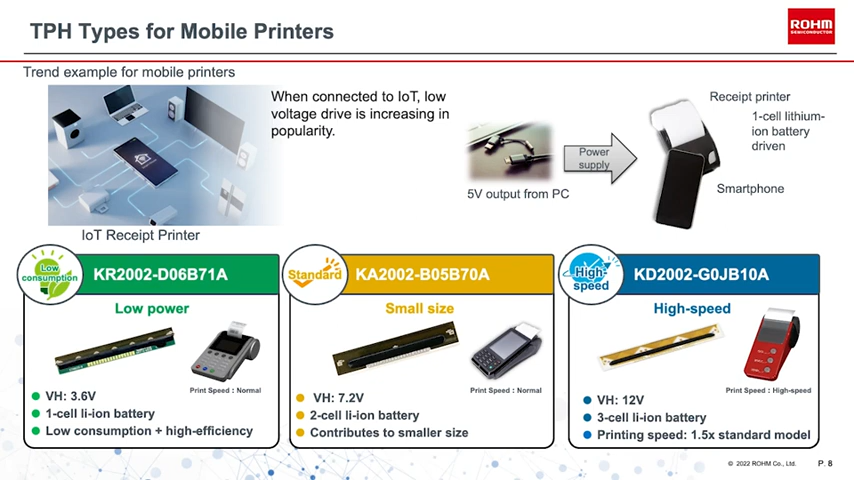 TPH Types for Mobile Printers
ROHM
SEMICONDUCTOR
Trend example for mobile printers
When connected to IoT, low
voltage drive is increasing in
popularity.
IoT Receipt Printer
5V output from PC
Power
supply
Receipt printer
1-cell lithium-
ion battery
driven
Smartphone
Low
consumption
KR2002-D06B71A
Low power
Print Speed : Normal
VH: 3.6V
1-cell li-ion battery
Low consumption + high-efficiency
Standard
KA2002-B05B70A
Small size
Print Speed : Normal
VH: 7.2V
2-cell li-ion battery
Contributes to smaller size
High-
speed
KD2002-G0JB10A
High-speed
Print Speed : High-speed
VH: 12V
3-cell li-ion battery
Printing speed: 1.5x standard model
© 2022 ROHM Co., Ltd.
P. 8